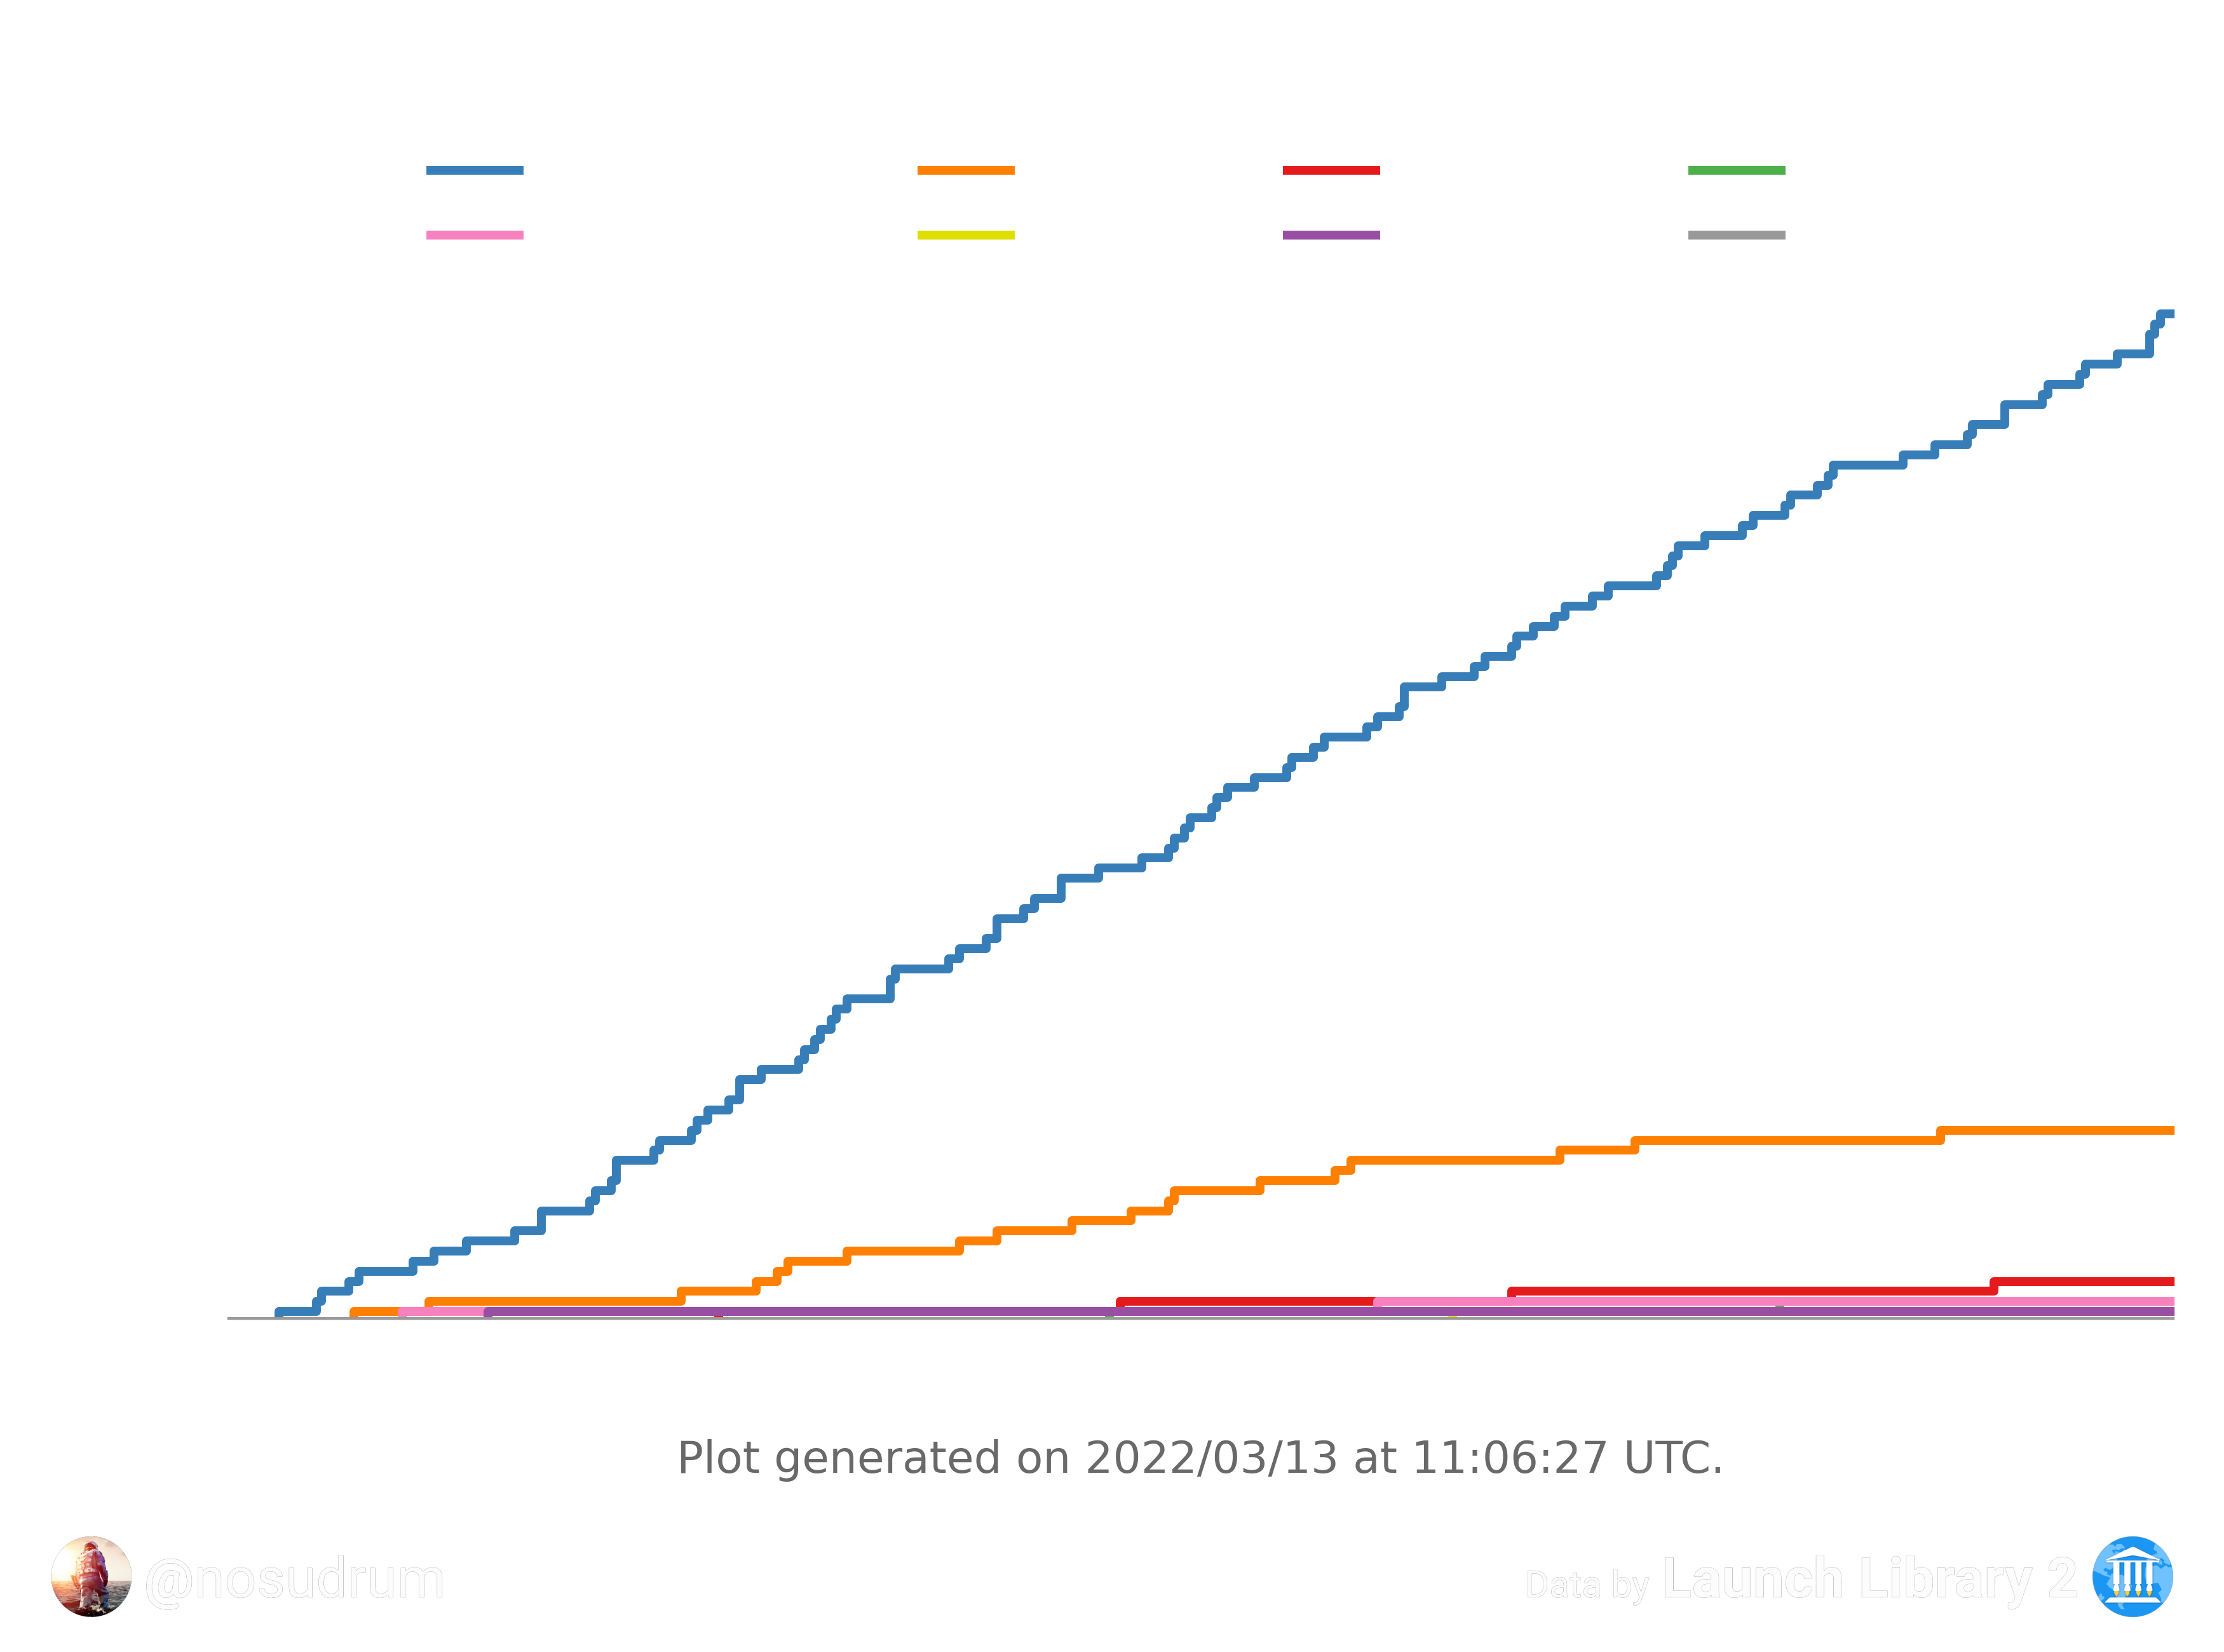 Plot generated on 2022/03/13 at 11:06:27 UTC.
@nosudrum
Data by Launch Library 2